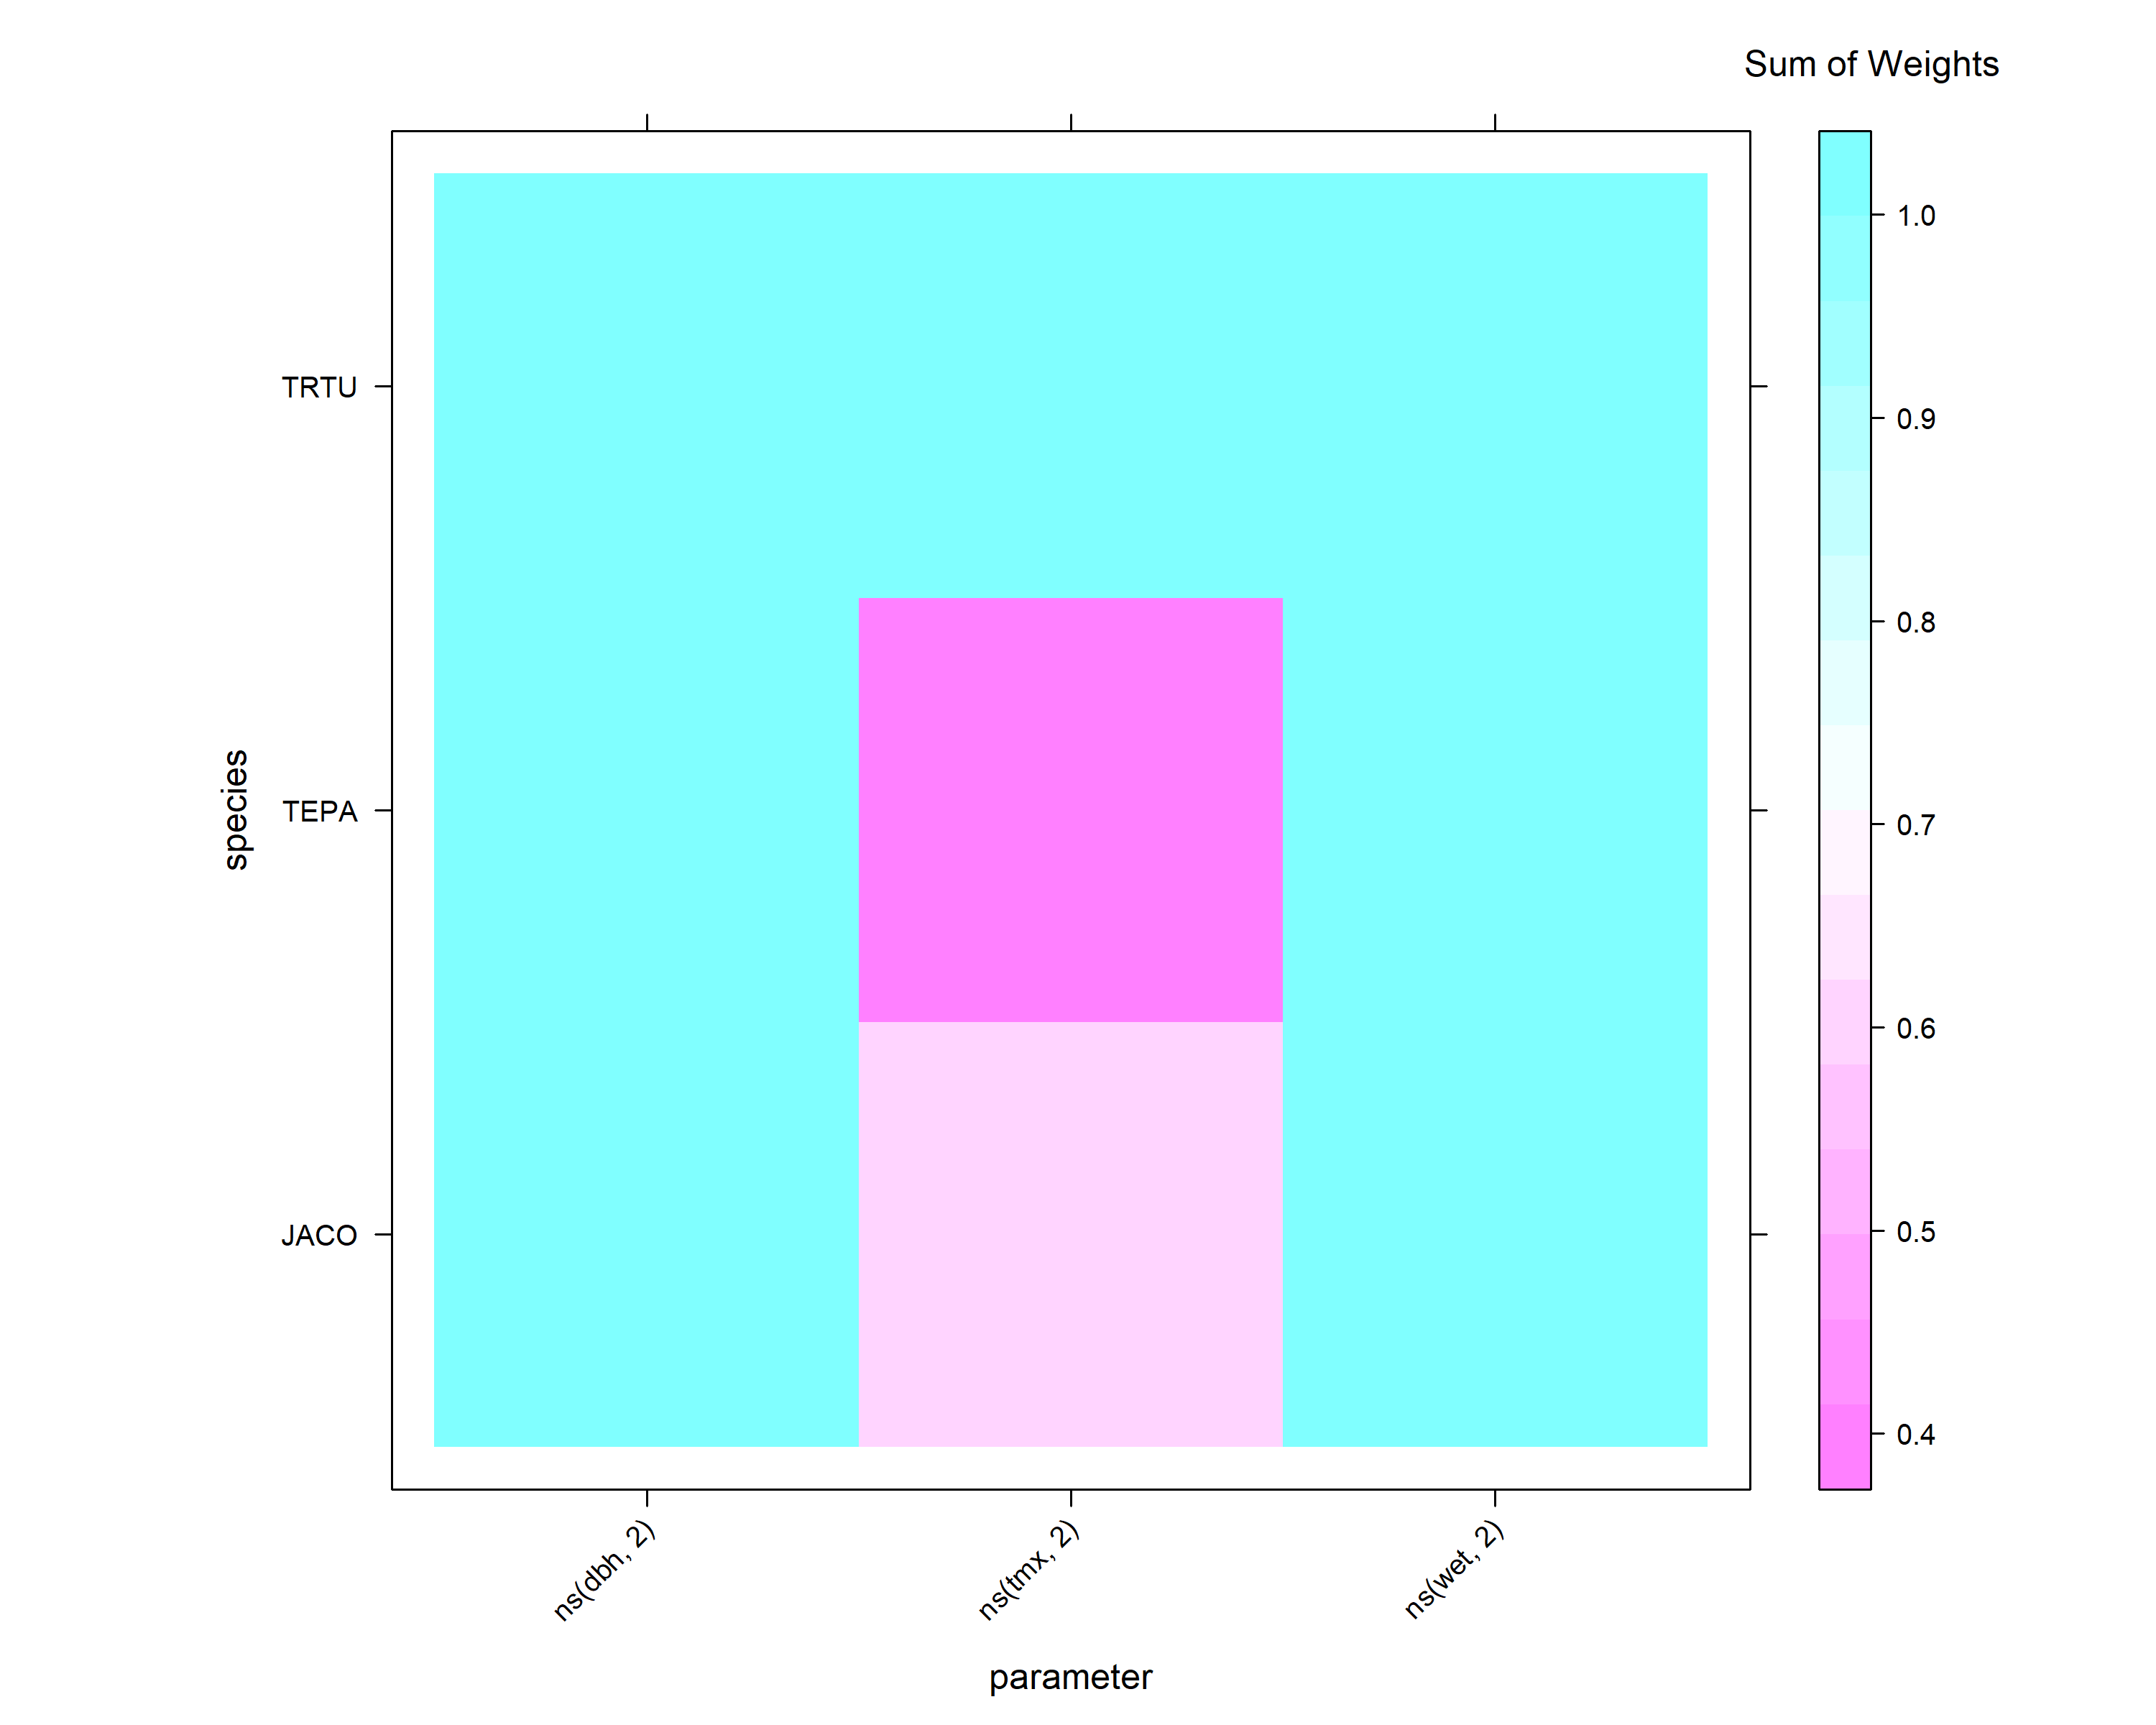 Sum of Weights
1.0
0.9
0.8
0.7
0.6
0.5
0.4
species
TRTU
TEPA
JACO
ns(dbh, 2)
ns(tmx, 2)
ns(wet, 2)
parameter